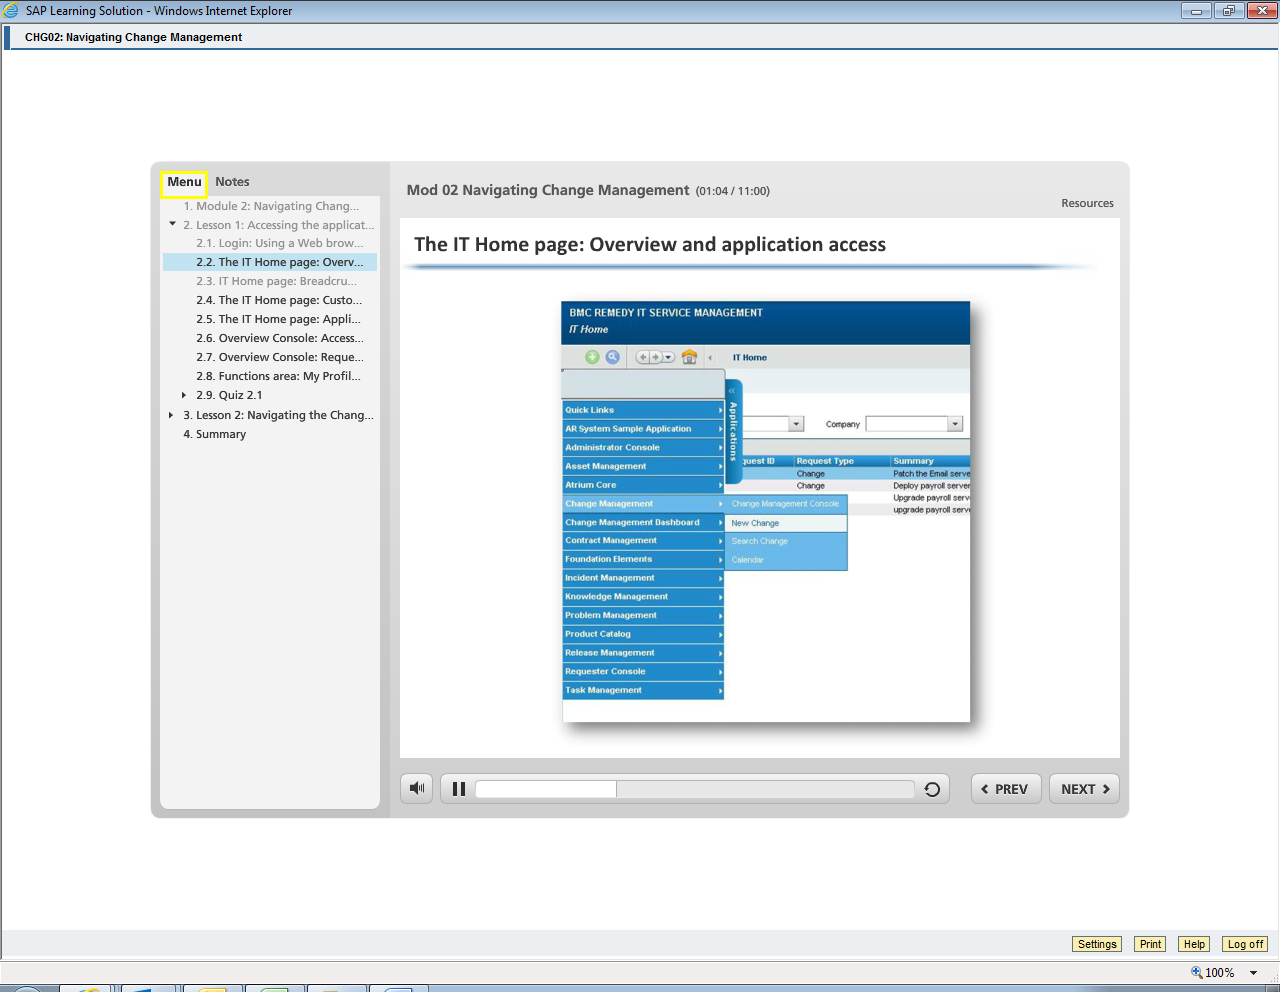 SAP Learning Solution - Windows Internet Explorer
CHG02: Navigating Change Management
Menu
Notes
1. Module 2: Navigating Chang...
2. Lesson 1: Accessing the applicat...
2.1. Login: Using a Web brow...
2.2. The IT Home page: Overv...
2.3. IT Home page: Breadcru...
2.4. The IT Home page: Custo...
2.5. The IT Home page: Appli...
2.6. Overview Console: Access...
2.7. Overview Console: Reque...
2.8. Functions area: My Profil...
2.9. Quiz 2.1
3. Lesson 2: Navigating the Chang...
4. Summary
Mod 02 Navigating Change Management (01:04 / 11:00)
Resources
The IT Home page: Overview and application access
BMC REMEDY IT SERVICE MANAGEMENT
IT Home
IT Home
Applications
Company
quest ID Request Type Summary
Change Patch the Email serve
Change Deploy payroll serve
Upgrade payroll serv
upgrade payroll serv
Quick Links
AR System Sample Application
Administrator Console
Asset Management
Atrium Core
Change Management
Change Management Dashboard
Contract Management
Foundation Elements
Incident Management
Knowledge Management
Problem Management
Product Catalog
Release Management
Requester Console
Task Management
Change Management Console
New Change
Search Change
Calendar
PREV
NEXT
Settings
Print
Help
Log off
100%